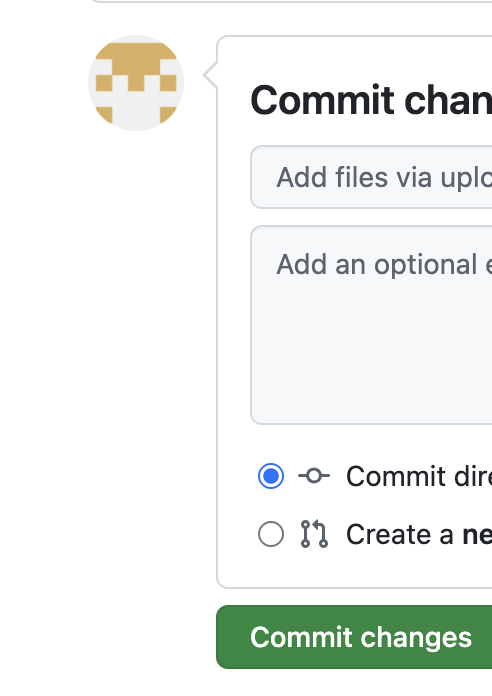 Commit chan
Add files via uplo
Add an optional e
Commit dire
Create a ne
Commit changes